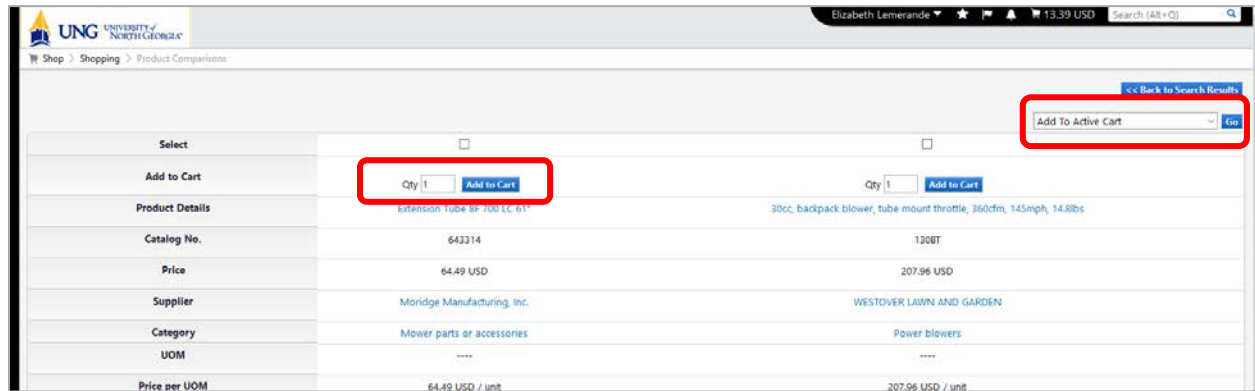 Elizabeth Lemerande 13.39 USD Search (Alt+Q)
UNG UNIVERSITY of NORTH GEORGIA
Shop > Shopping > Product Comparisons
<< Back to Search Results
Add To Active Cart Go
Select
Add to Cart Qty 1 Add to Cart Qty 1 Add to Cart
Product Details Extension Tube BF 700 LC 61" 30cc, backpack blower, tube mount throttle, 360cfm, 145mph, 14.8lbs
Catalog No. 643314 130BT
Price 64.49 USD 207.96 USD
Supplier Moridge Manufacturing, Inc. WESTOVER LAWN AND GARDEN
Category Mower parts or accessories Power blowers
UOM ---- ----
Price per UOM 64.49 USD / unit 207.96 USD / unit